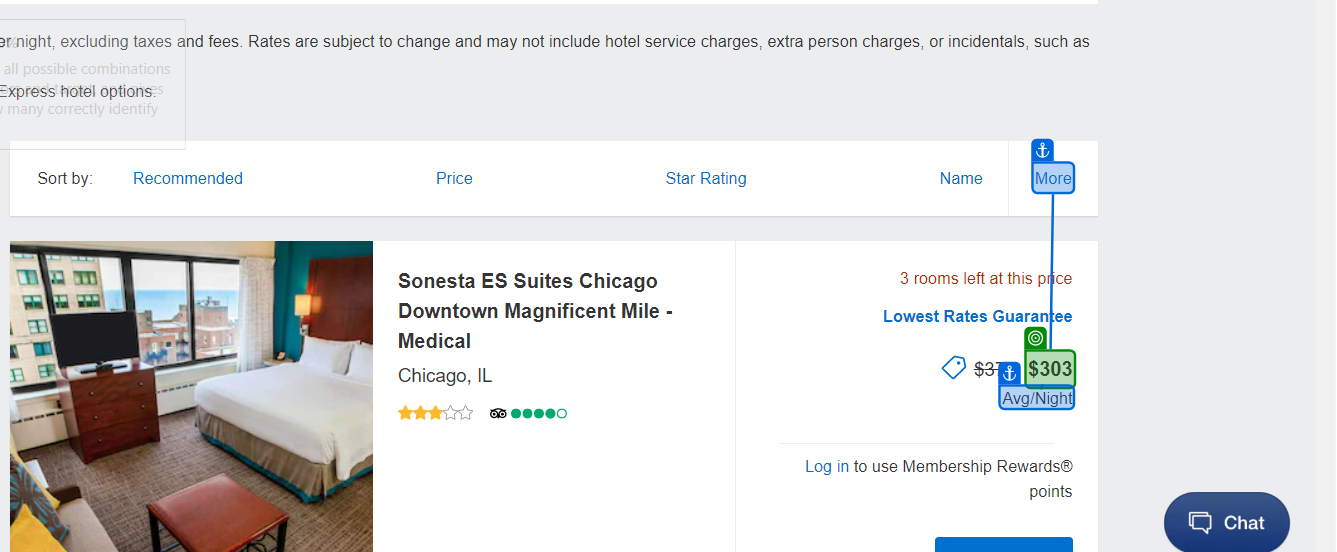 night, excluding taxes and fees. Rates are subject to change and may not include hotel service charges, extra person charges, or incidentals, such as
all possible combinations
Express hotel options.
many correctly identify
Sort by: Recommended Price Star Rating Name More
Sonesta ES Suites Chicago
Downtown Magnificent Mile -
Medical
Chicago, IL
3 rooms left at this price
Lowest Rates Guarantee
$303
Avg/Night
Log in to use Membership Rewards®
points
Chat